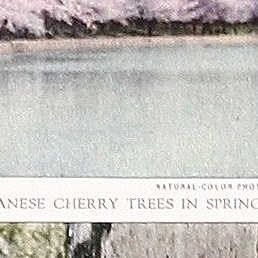 NATURAL-COLOR PHOT
ANESE CHERRY TREES IN SPRING